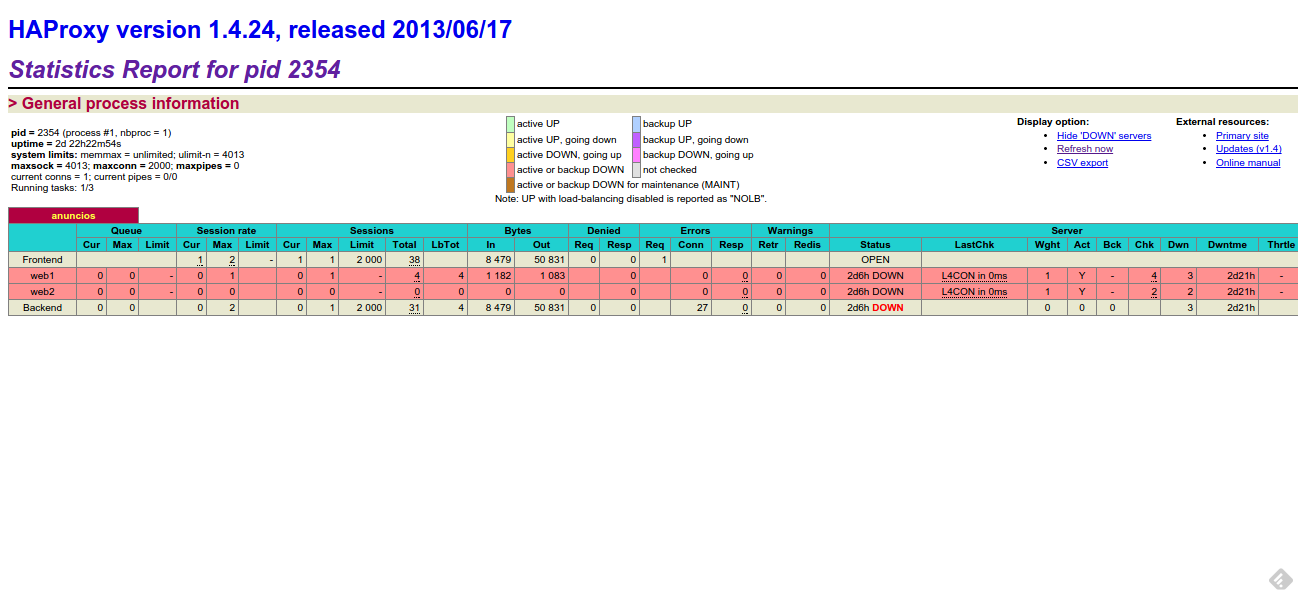 HAProxy version 1.4.24, released 2013/06/17
Statistics Report for pid 2354
> General process information
pid = 2354 (process #1, nbproc = 1)
uptime = 2d 22h22m54s
system limits: memmax = unlimited; ulimit-n = 4013
maxsock = 4013; maxconn = 2000; maxpipes = 0
current conns = 1; current pipes = 0/0
Running tasks: 1/3
active UP backup UP
active UP, going down backup UP, going down
active DOWN, going up backup DOWN, going up
active or backup DOWN not checked
active or backup DOWN for maintenance (MAINT)
Note: UP with load-balancing disabled is reported as "NOLB".
Display option:
• Hide 'DOWN' servers
• Refresh now
• CSV export
External resources:
• Primary site
• Updates (v1.4)
• Online manual
anuncios
Queue Session rate Sessions Bytes Denied Errors Warnings Server
Cur Max Limit Cur Max Limit Cur Max Limit Total LbTot In Out Req Resp Req Conn Resp Retr Redis Status LastChk Wght Act Bck Chk Dwn Dwntme Thrtle
Frontend 1 2 - 1 1 2 000 38 8 479 50 831 0 0 1 OPEN
web1 0 0 - 0 1 0 1 - 4 4 1 182 1 083 0 0 0 0 0 2d6h DOWN L4CON in 0ms 1 Y - 4 3 2d21h -
web2 0 0 - 0 0 0 0 - 0 0 0 0 0 0 0 0 0 2d6h DOWN L4CON in 0ms 1 Y - 2 2 2d21h -
Backend 0 0 0 2 0 1 2 000 31 4 8 479 50 831 0 0 27 0 0 0 2d6h DOWN 0 0 0 3 2d21h